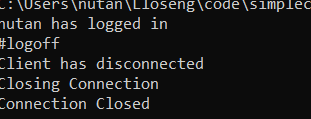 C:\Users\nutan\Lloseng\code\simplec
nutan has logged in
#logoff
Client has disconnected
Closing Connection
Connection Closed